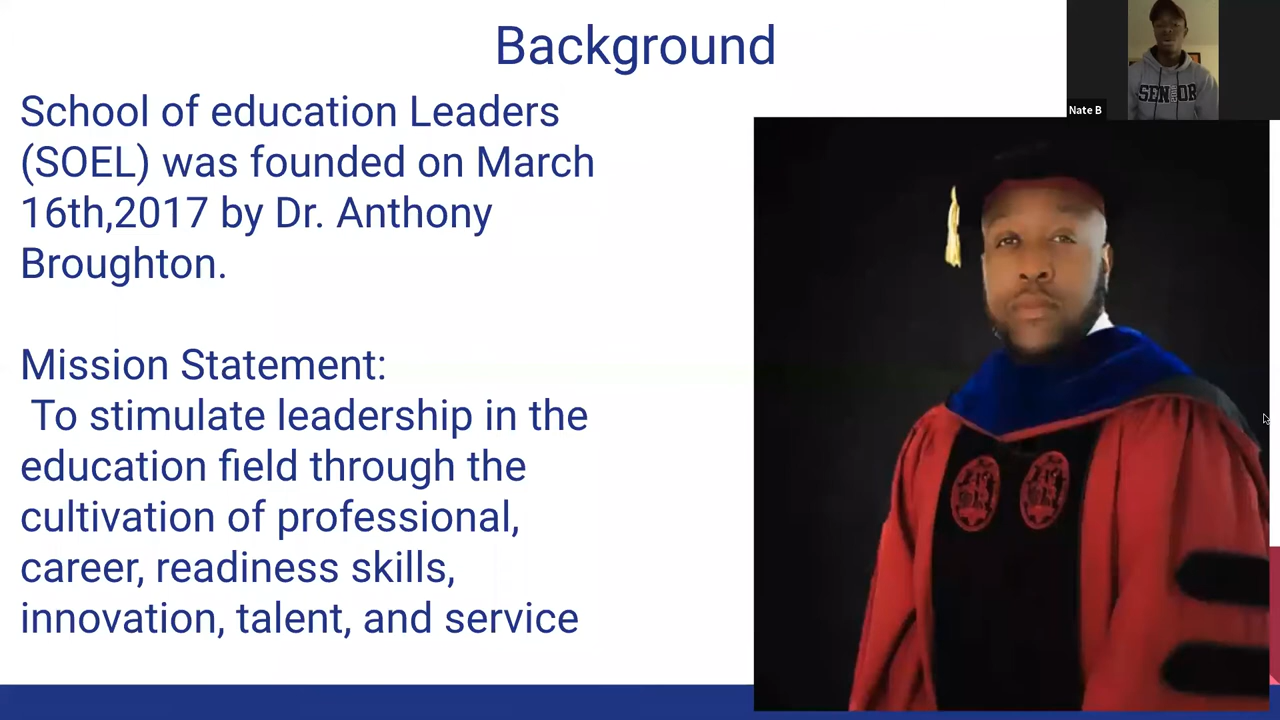 Background
School of education Leaders
(SOEL) was founded on March
16th,2017 by Dr. Anthony
Broughton.
Mission Statement:
To stimulate leadership in the
education field through the
cultivation of professional,
career, readiness skills,
innovation, talent, and service
SENIOR
Nate B